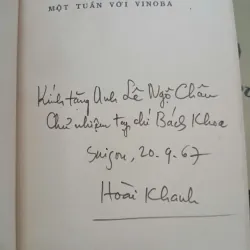 MỘT TUẦN VỚI VINOBA
Kính tặng Anh Lê Ngộ Châu
Chủ nhiệm tạp chí Bách Khoa
Saigon, 20-9-67
Hoài Khanh